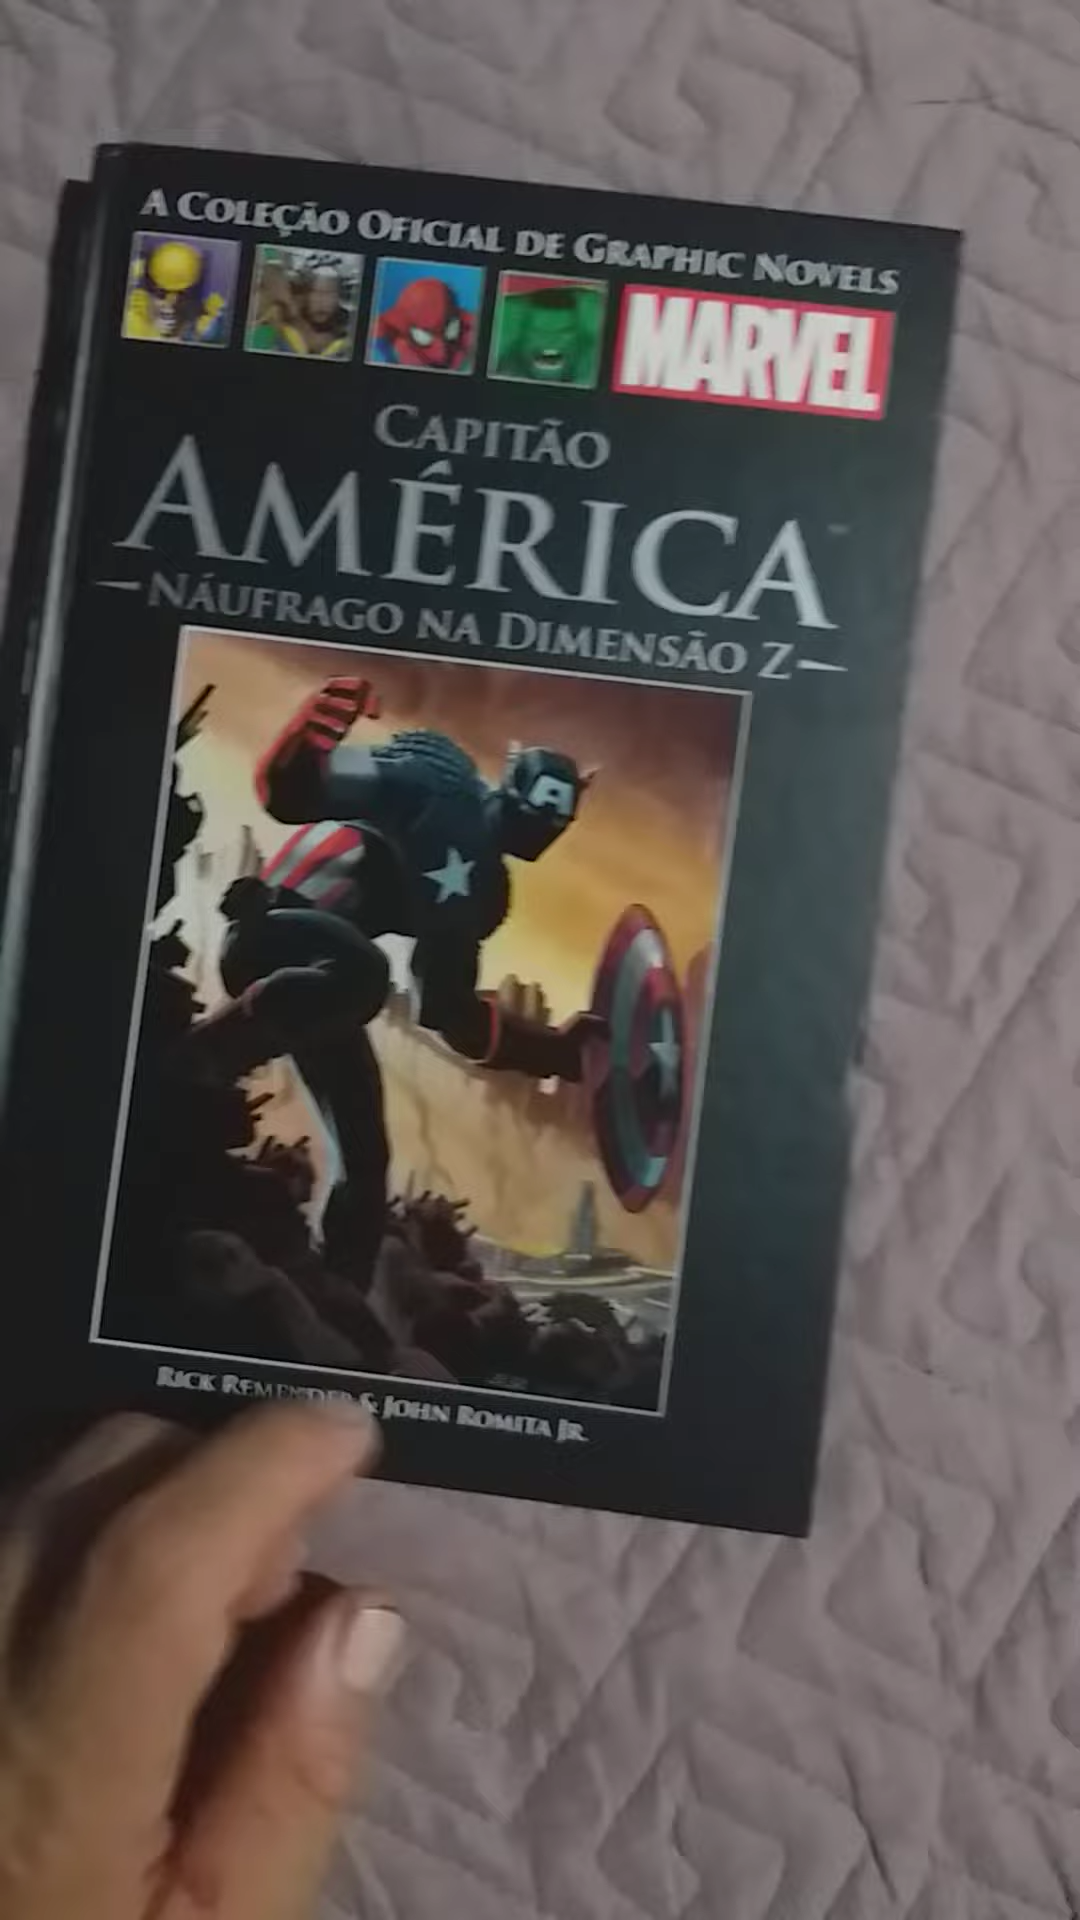 A COLEÇÃO OFICIAL DE GRAPHIC NOVELS
MARVEL
CAPITÃO
AMÉRICA
NÁUFRAGO NA DIMENSÃO Z
RICK REMENDER & JOHN ROMITA JR.